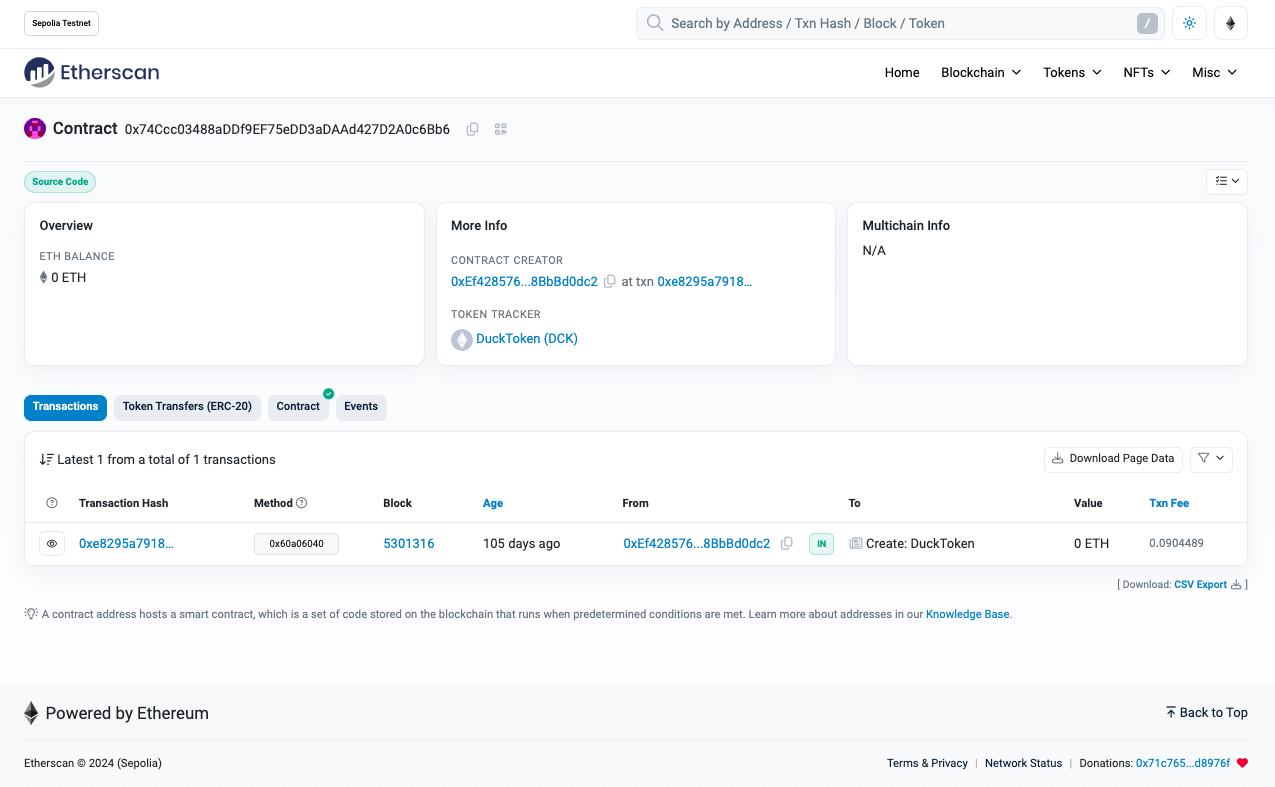 Sepolia Testnet
Search by Address / Txn Hash / Block / Token
/
Etherscan
Home
Blockchain
Tokens
NFTs
Misc
Contract 0x74Ccc03488aDDf9EF75eDD3aDAAd427D2A0c6Bb6
Source Code
Overview
ETH BALANCE
0 ETH
More Info
CONTRACT CREATOR
0xEf428576...8BbBd0dc2 at txn 0xe8295a7918...
TOKEN TRACKER
DuckToken (DCK)
Multichain Info
N/A
Transactions
Token Transfers (ERC-20)
Contract
Events
Latest 1 from a total of 1 transactions
Download Page Data
Transaction Hash Method Block Age From To Value Txn Fee
0xe8295a7918... 0x60a06040 5301316 105 days ago 0xEf428576...8BbBd0dc2 IN Create: DuckToken 0 ETH 0.0904489
[ Download: CSV Export ]
A contract address hosts a smart contract, which is a set of code stored on the blockchain that runs when predetermined conditions are met. Learn more about addresses in our Knowledge Base.
Powered by Ethereum
Back to Top
Etherscan © 2024 (Sepolia)
Terms & Privacy | Network Status | Donations: 0x71c765...d8976f